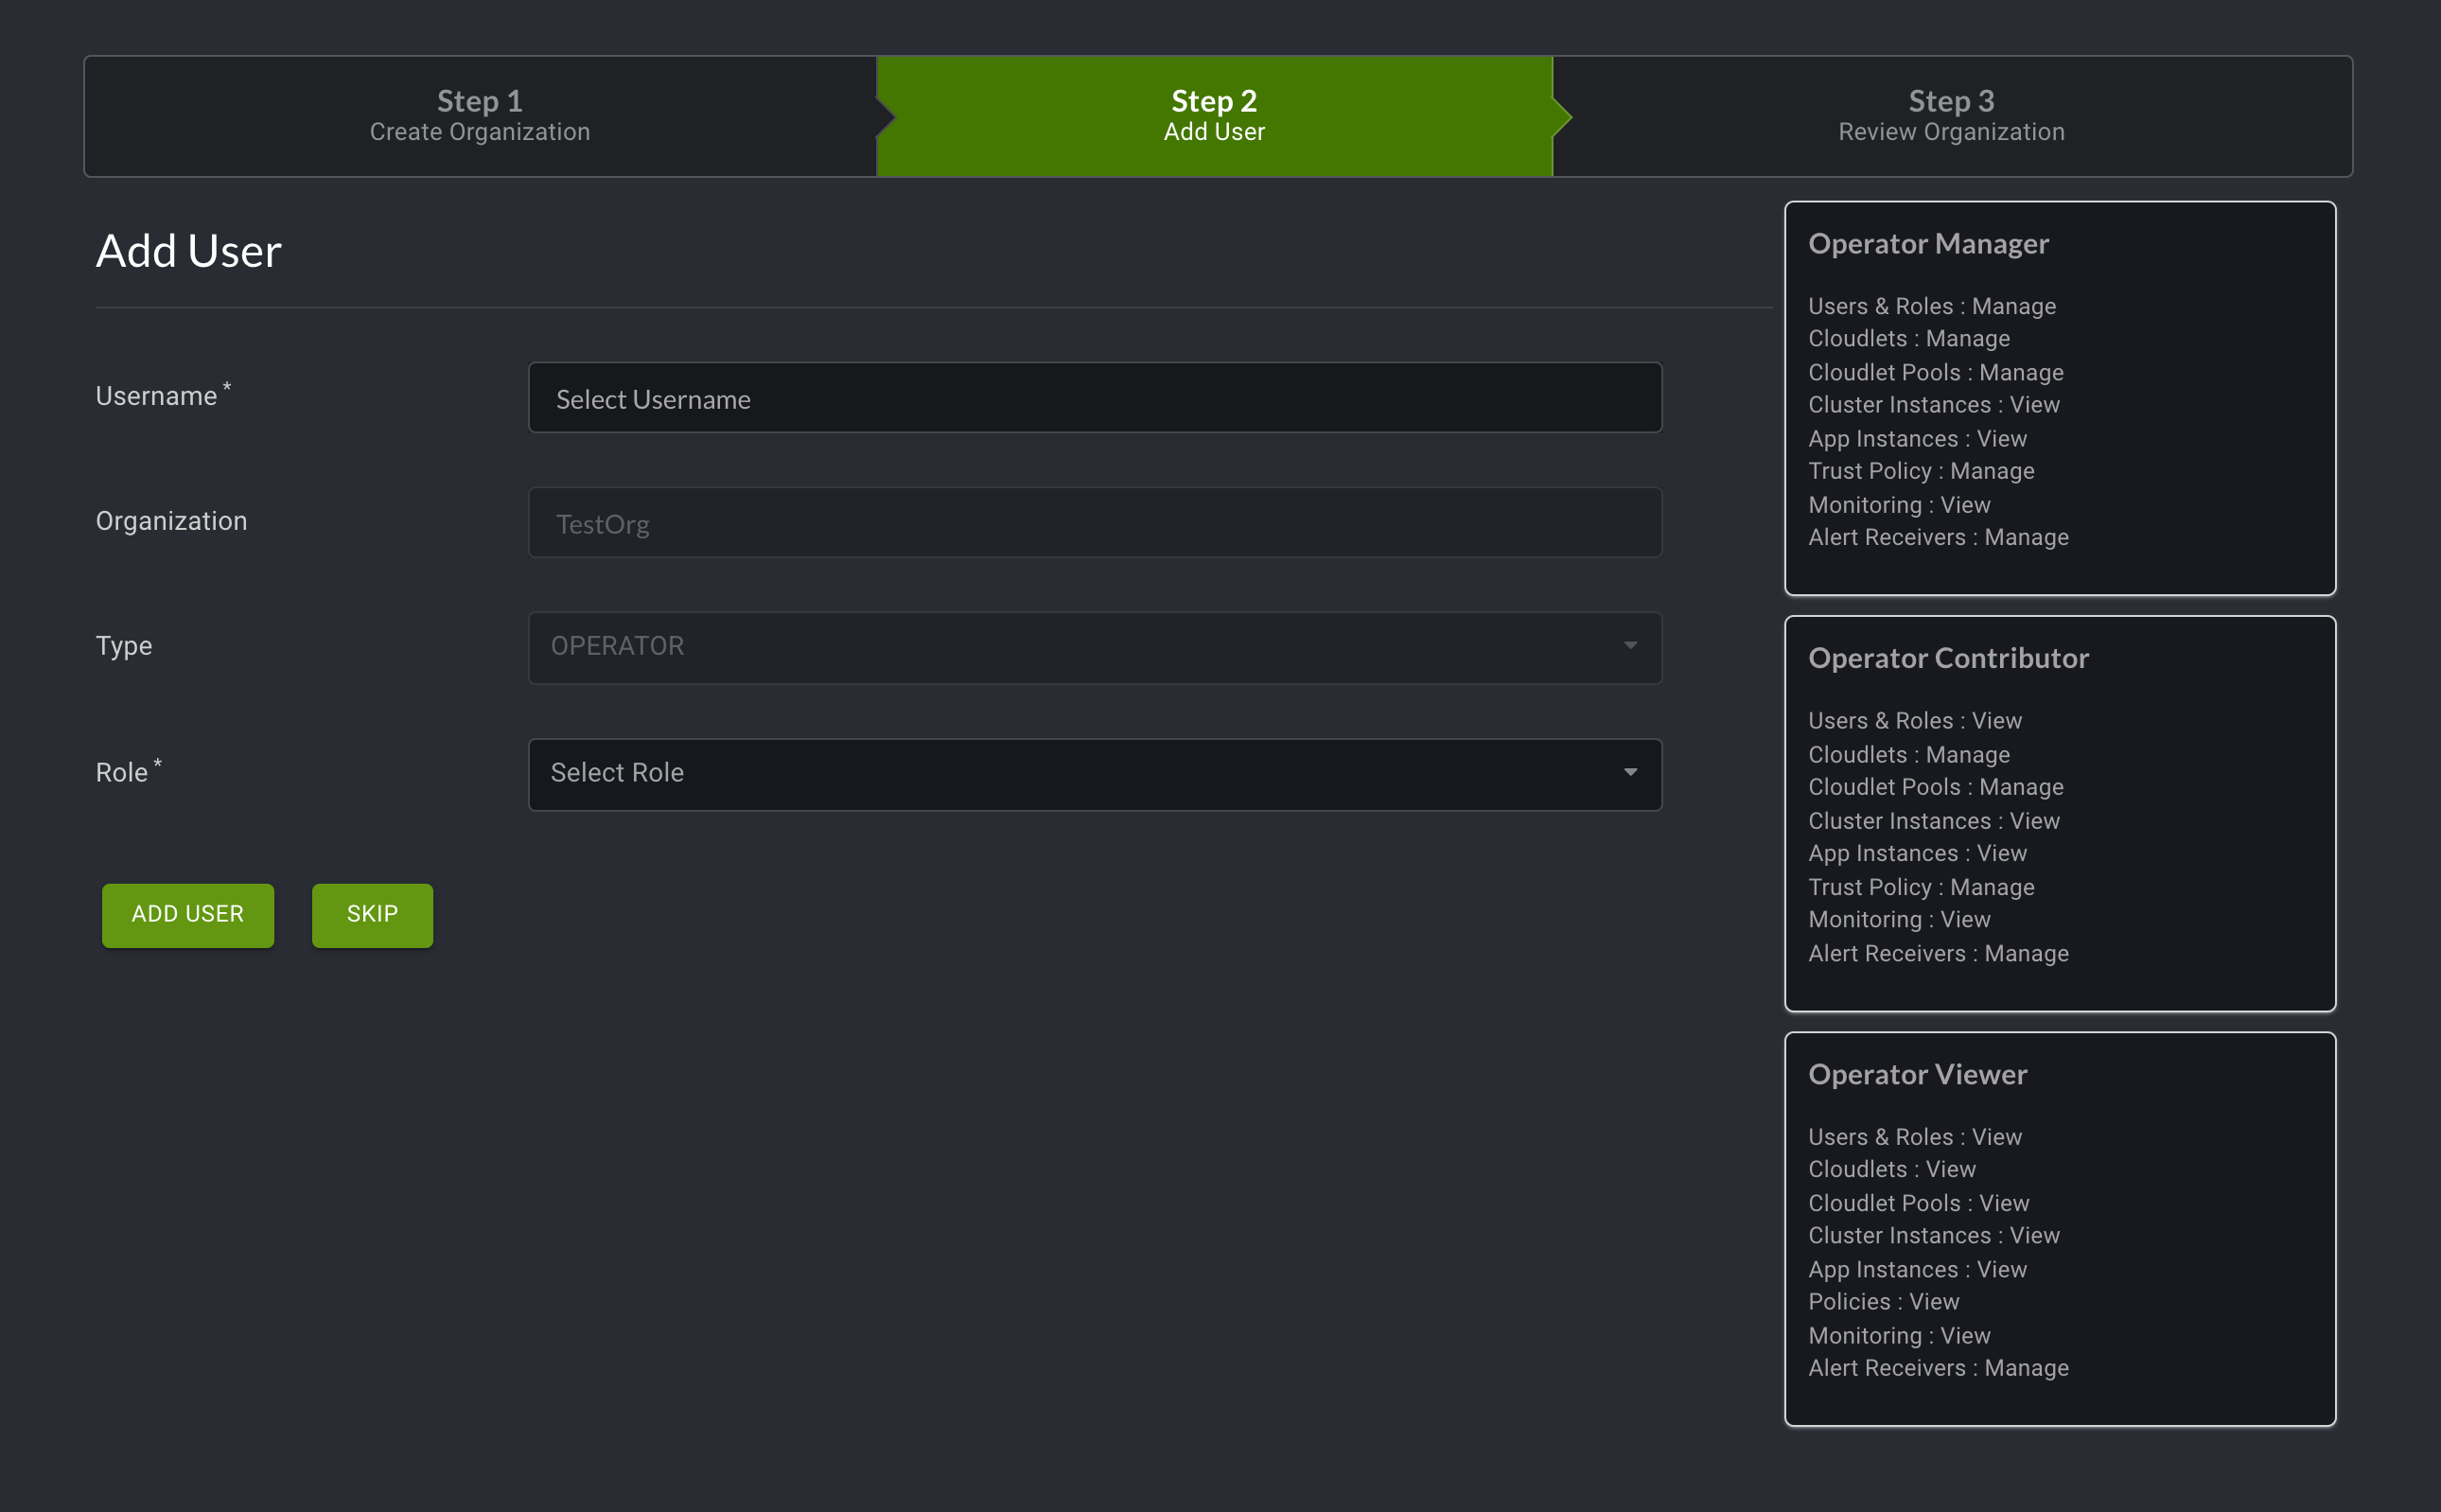 Step 1
Create Organization
Step 2
Add User
Step 3
Review Organization
Add User
Username *
Select Username
Organization
TestOrg
Type
OPERATOR
Role *
Select Role
ADD USER
SKIP
Operator Manager
Users & Roles : Manage
Cloudlets : Manage
Cloudlet Pools : Manage
Cluster Instances : View
App Instances : View
Trust Policy : Manage
Monitoring : View
Alert Receivers : Manage
Operator Contributor
Users & Roles : View
Cloudlets : Manage
Cloudlet Pools : Manage
Cluster Instances : View
App Instances : View
Trust Policy : Manage
Monitoring : View
Alert Receivers : Manage
Operator Viewer
Users & Roles : View
Cloudlets : View
Cloudlet Pools : View
Cluster Instances : View
App Instances : View
Policies : View
Monitoring : View
Alert Receivers : Manage